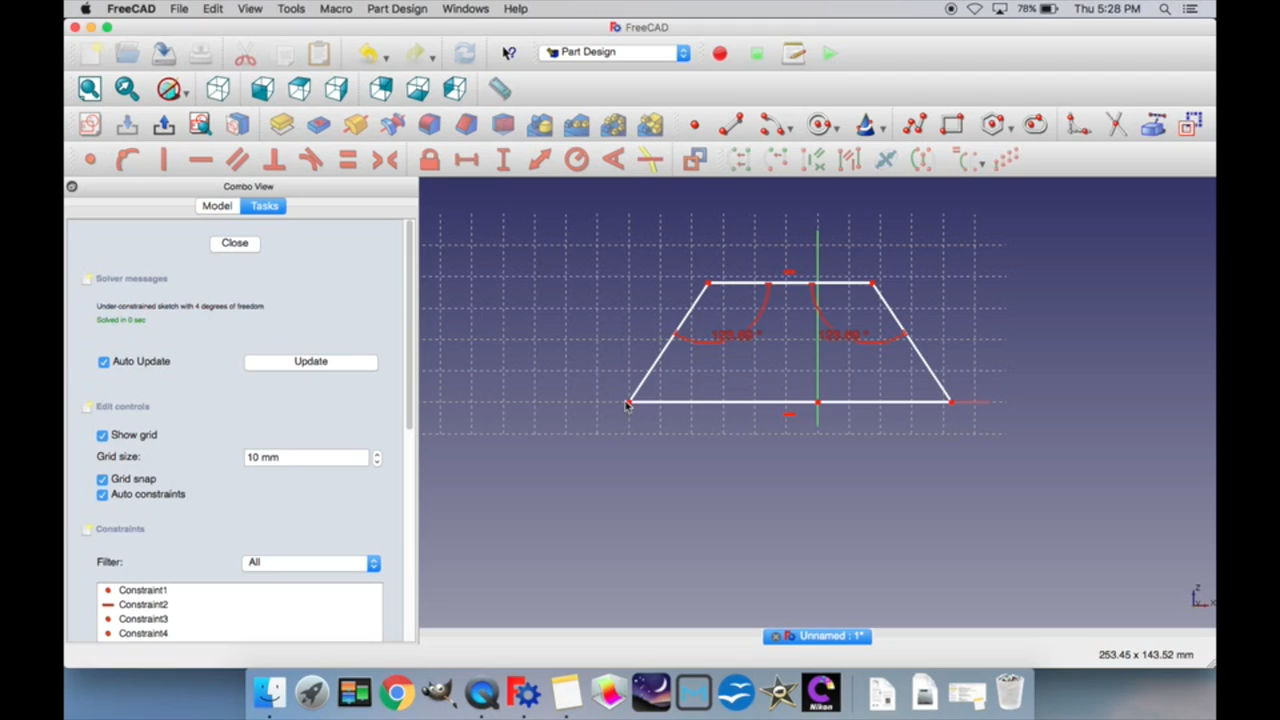 FreeCAD File Edit View Tools Macro Part Design Windows Help 78% Thu 5:28 PM
FreeCAD
Part Design
Combo View
Model Tasks
Close
Solver messages
Under-constrained sketch with 4 degrees of freedom
Solved in 0 sec
Auto Update Update
Edit controls
Show grid
Grid size: 10 mm
Grid snap
Auto constraints
Constraints
Filter: All
Constraint1
Constraint2
Constraint3
Constraint4
Z
X
Unnamed : 1*
253.45 x 143.52 mm
Nikon